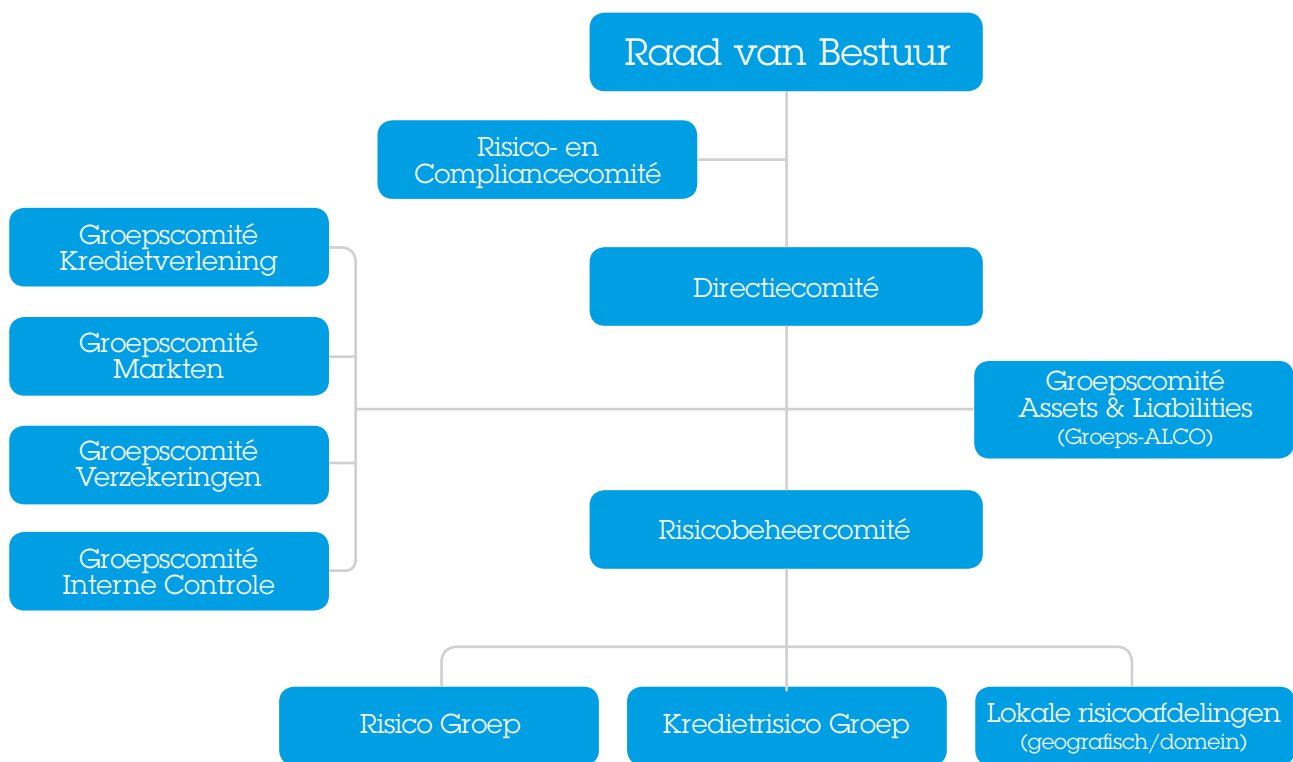 Raad van Bestuur
Risico- en
Compliancecomité
Groepscomité
Kredietverlening
Directiecomité
Groepscomité
Markten
Groepscomité
Assets & Liabilities
(Groeps-ALCO)
Groepscomité
Verzekeringen
Risicobeheercomité
Groepscomité
Interne Controle
Risico Groep
Kredietrisico Groep
Lokale risicoafdelingen
(geografisch/domein)